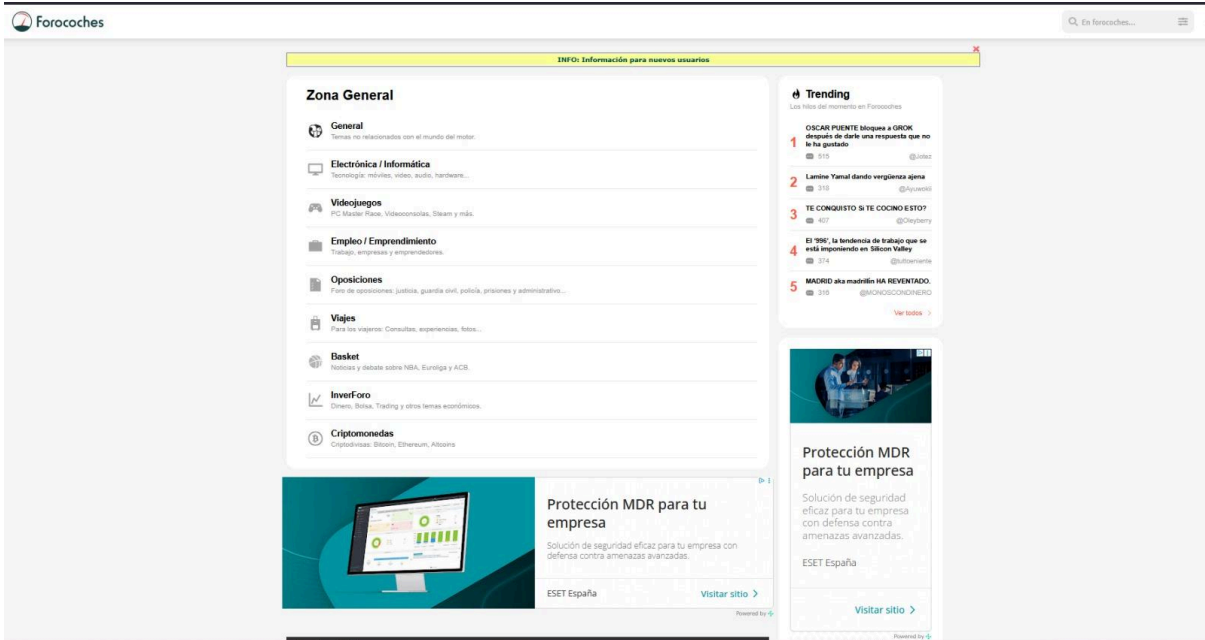 Forocoches
En forocoches...
INFO: Información para nuevos usuarios
Zona General
General
Temas no relacionados con el mundo del motor.
Electrónica / Informática
Tecnología: móviles, video, audio, hardware...
Videojuegos
PC Master Race, Videoconsolas, Steam y más.
Empleo / Emprendimiento
Trabajo, empresas y emprendedores.
Oposiciones
Foro de oposiciones: justicia, guardia civil, policía, prisiones y administrativo...
Viajes
Para los viajeros: Consultas, experiencias, fotos...
Basket
Noticias y debate sobre NBA, Euroliga y ACB.
InverForo
Dinero, Bolsa, Trading y otros temas económicos.
Criptomonedas
Criptodivisas: Bitcoin, Ethereum, Altcoins
Protección MDR para tu
empresa
Solución de seguridad eficaz para tu empresa con
defensa contra amenazas avanzadas.
ESET España
Visitar sitio
Powered by
Trending
Los hilos del momento en Forocoches
1
OSCAR PUENTE bloquea a GROK
después de darle una respuesta que no
le ha gustado
515 @Jotez
2
Lamine Yamal dando vergüenza ajena
318 @Ayuwoki
3
TE CONQUISTO Si TE COCINO ESTO?
407 @Oleyberry
4
El '996', la tendencia de trabajo que se
está imponiendo en Silicon Valley
374
5
MADRID aka madrilín HA REVENTADO.
315 @MONOSCONDINERO
Ver todos
Protección MDR
para tu empresa
Solución de seguridad
eficaz para tu empresa
con defensa contra
amenazas avanzadas.
ESET España
Visitar sitio
Powered by